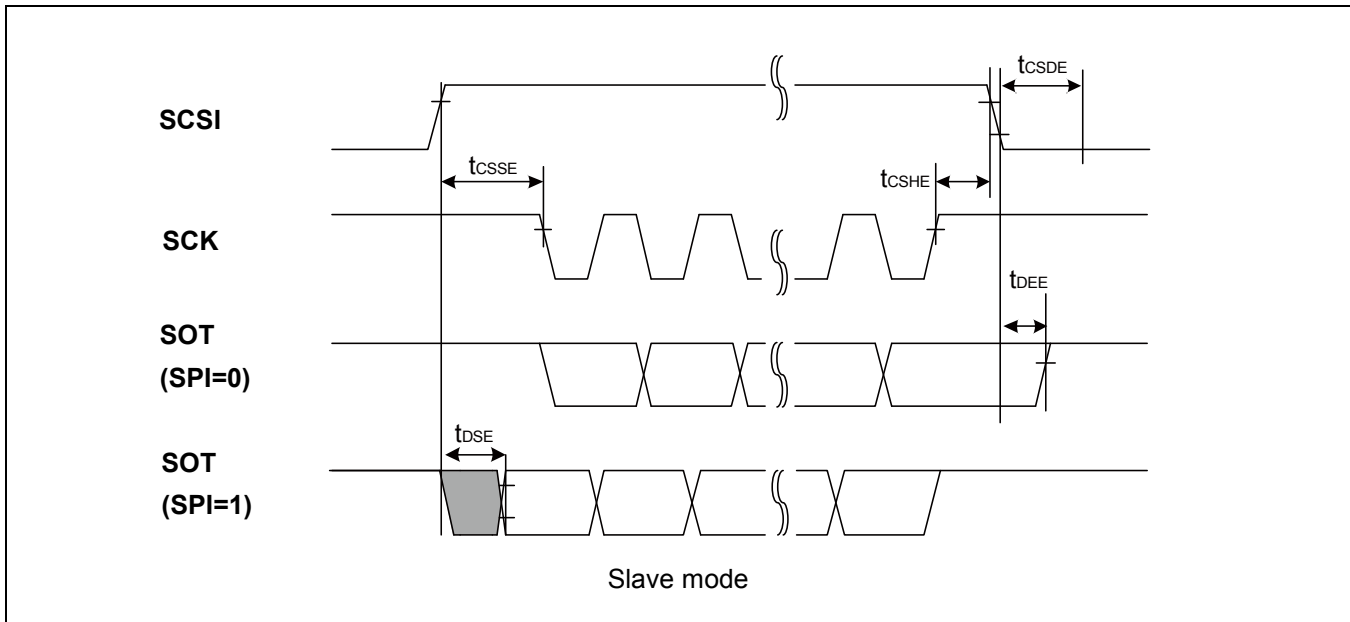 tCSDE
SCSI
tCSSE
tCSHE
SCK
tDEE
SOT
(SPI=0)
tDSE
SOT
(SPI=1)
Slave mode